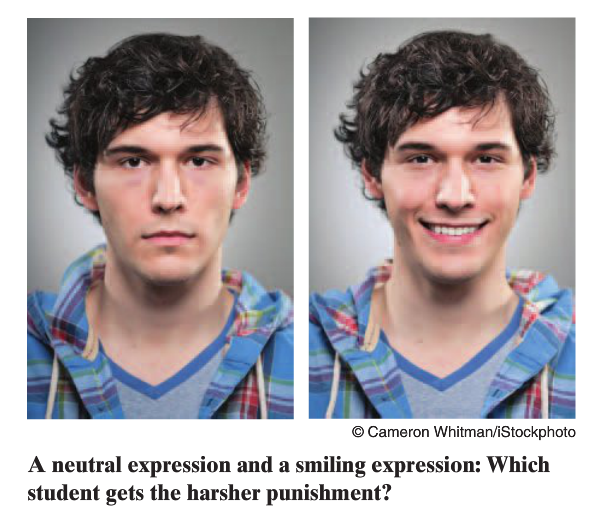 © Cameron Whitman/iStockphoto
A neutral expression and a smiling expression: Which
student gets the harsher punishment?